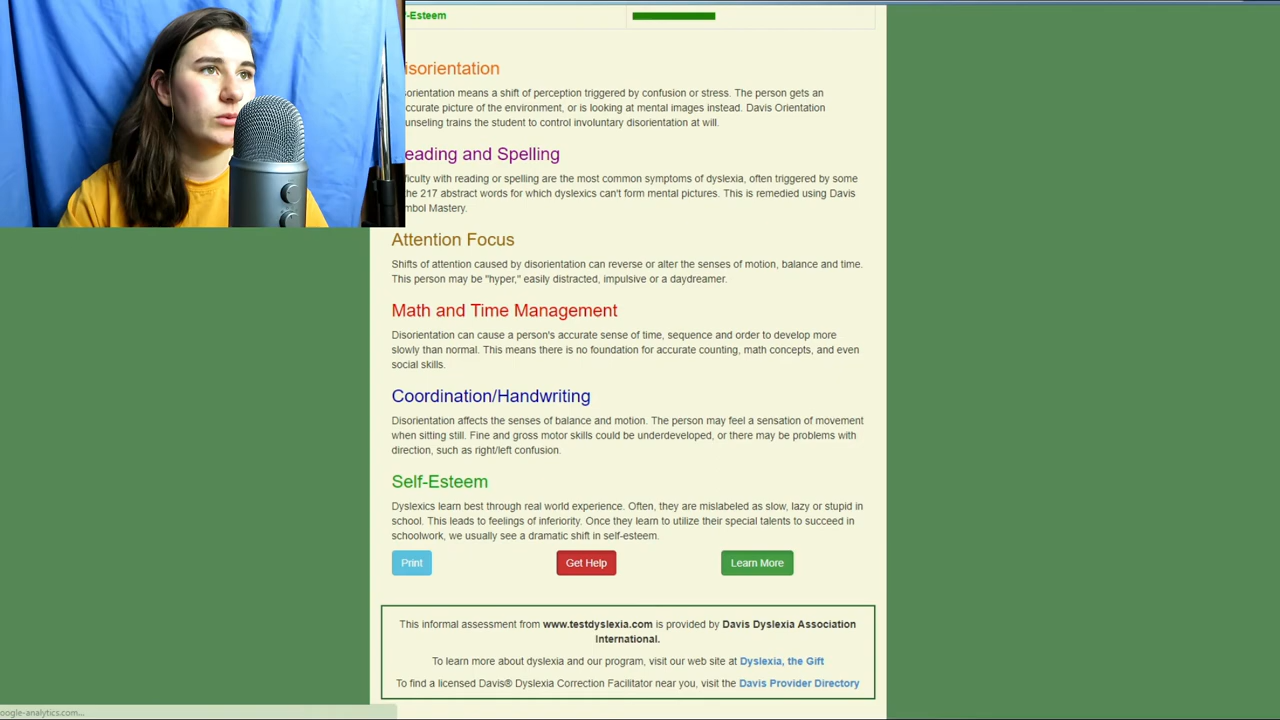 -Esteem
isorientation
orientation means a shift of perception triggered by confusion or stress. The person gets an
ccurate picture of the environment, or is looking at mental images instead. Davis Orientation
unseling trains the student to control involuntary disorientation at will.
eading and Spelling
ficulty with reading or spelling are the most common symptoms of dyslexia, often triggered by some
the 217 abstract words for which dyslexics can't form mental pictures. This is remedied using Davis
mbol Mastery.
Attention Focus
Shifts of attention caused by disorientation can reverse or alter the senses of motion, balance and time.
This person may be "hyper," easily distracted, impulsive or a daydreamer.
Math and Time Management
Disorientation can cause a person's accurate sense of time, sequence and order to develop more
slowly than normal. This means there is no foundation for accurate counting, math concepts, and even
social skills.
Coordination/Handwriting
Disorientation affects the senses of balance and motion. The person may feel a sensation of movement
when sitting still. Fine and gross motor skills could be underdeveloped, or there may be problems with
direction, such as right/left confusion.
Self-Esteem
Dyslexics learn best through real world experience. Often, they are mislabeled as slow, lazy or stupid in
school. This leads to feelings of inferiority. Once they learn to utilize their special talents to succeed in
schoolwork, we usually see a dramatic shift in self-esteem.
Print Get Help Learn More
This informal assessment from www.testdyslexia.com is provided by Davis Dyslexia Association
International.
To learn more about dyslexia and our program, visit our web site at Dyslexia, the Gift
To find a licensed Davis® Dyslexia Correction Facilitator near you, visit the Davis Provider Directory
oogle-analytics.com...